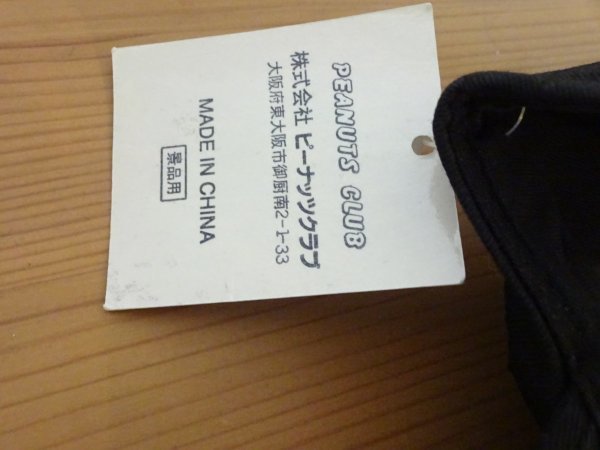 PEANUTS CLUB
株式会社 ピーナッツクラブ
大阪府東大阪市御厨南2-1-33
MADE IN CHINA
景品用